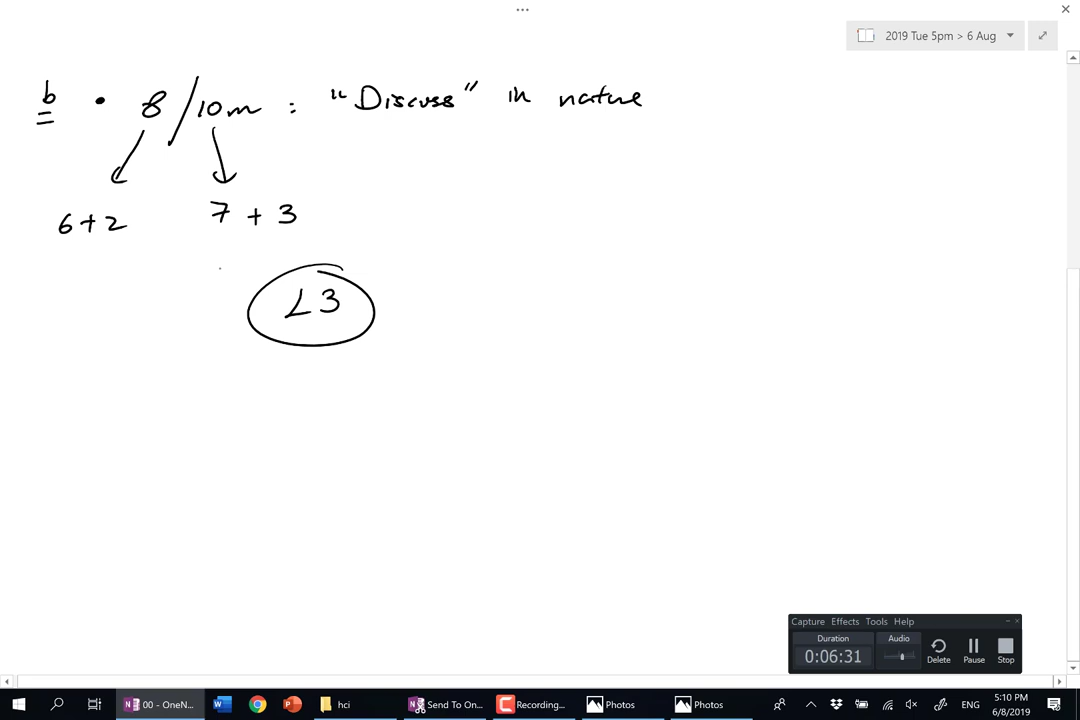 ...
2019 Tue 5pm > 6 Aug
b • 8/10m : "Discuss" in nature
6+2 7 + 3
L3
Capture Effects Tools Help
Duration Audio
0:06:31 Delete Pause Stop
00 - OneN... hci Send To On... Recording... Photos Photos ENG 5:10 PM
6/8/2019